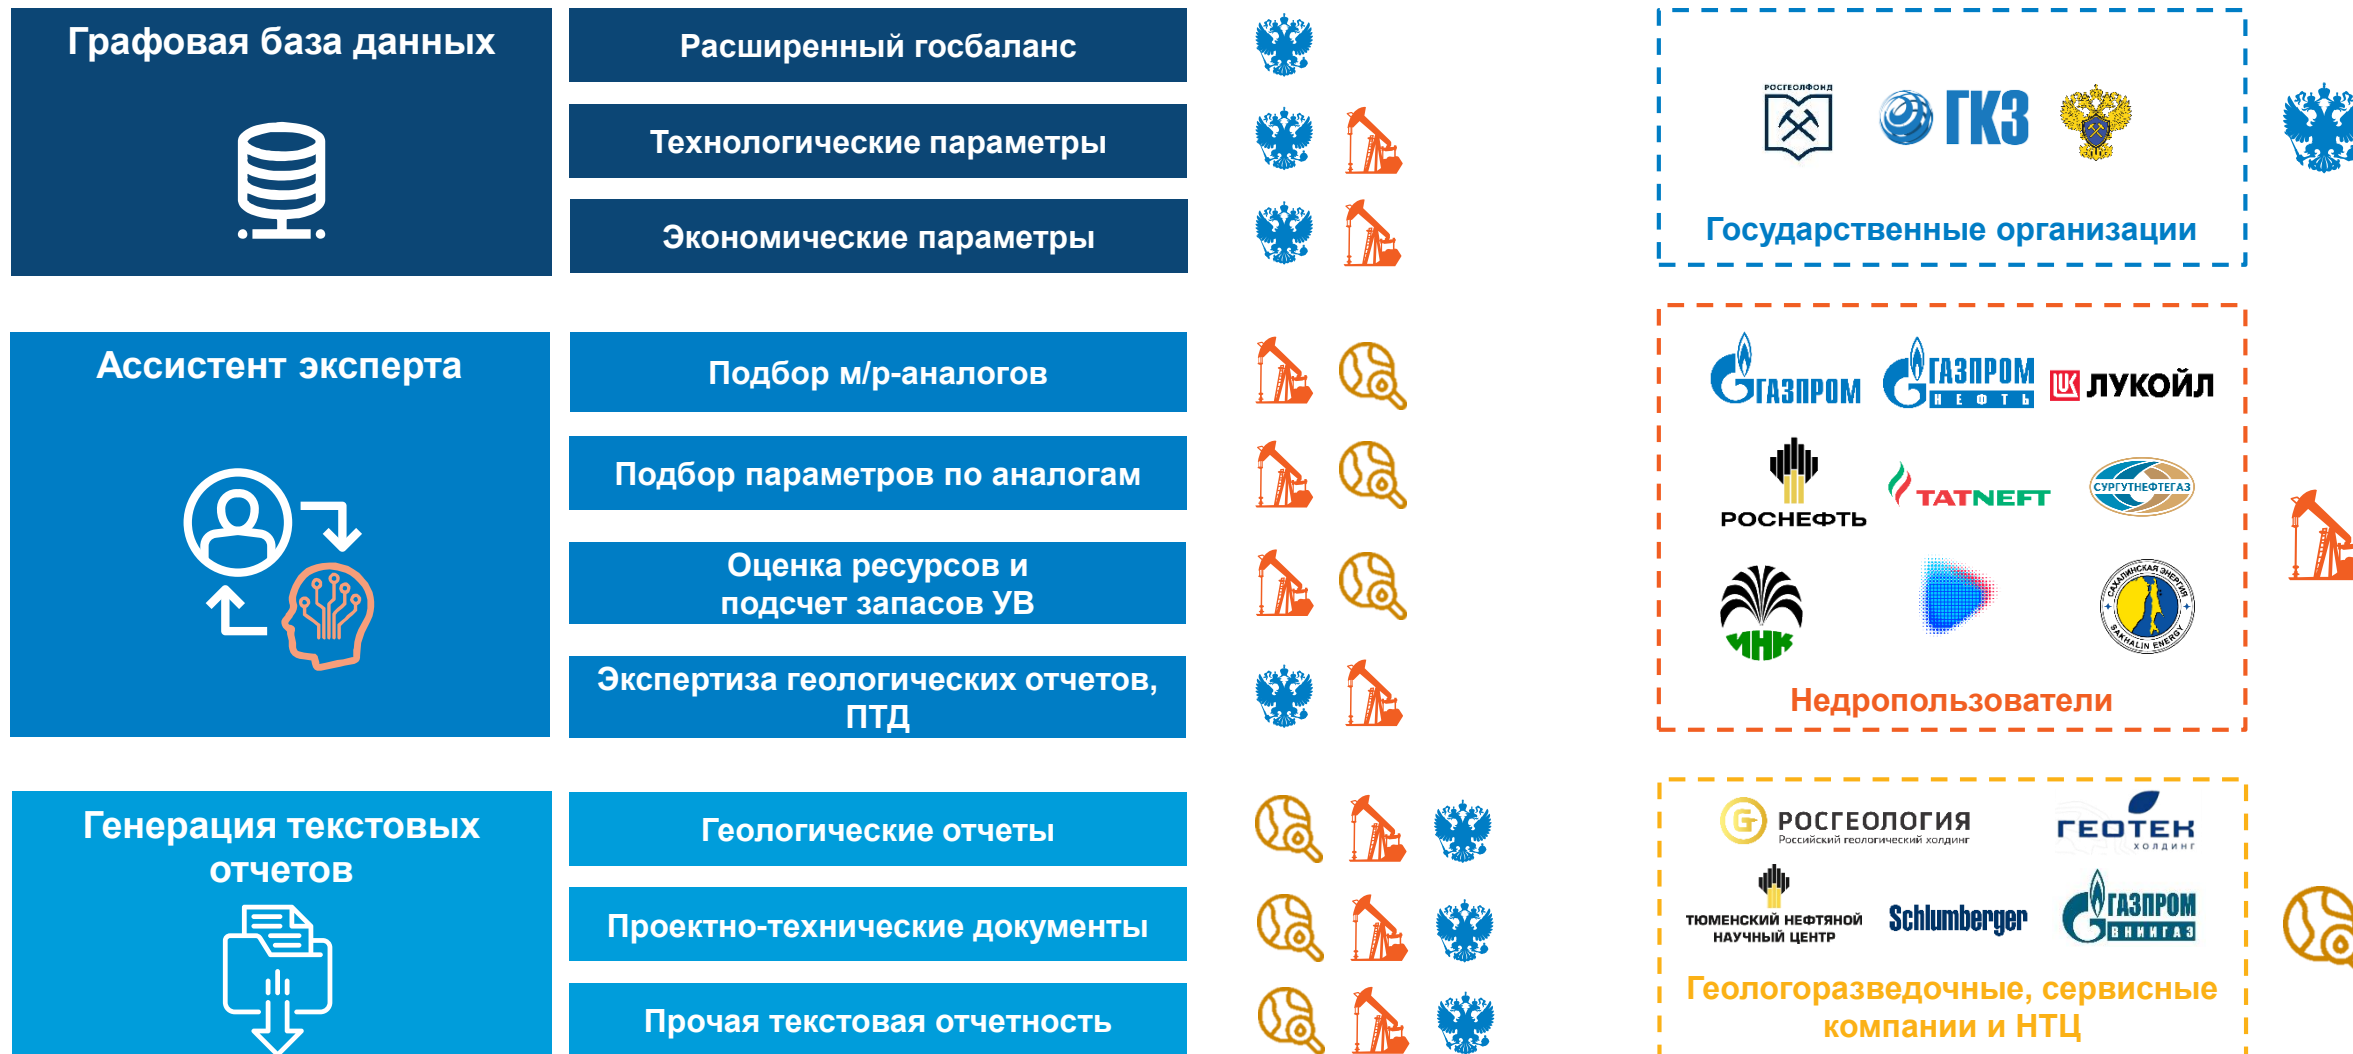 Графовая база данных
Расширенный госбаланс
Технологические параметры
Экономические параметры
РОСГЕОЛФОНД
ГКЗ
Государственные организации
Ассистент эксперта
Подбор м/р-аналогов
Подбор параметров по аналогам
Оценка ресурсов и
подсчет запасов УВ
Экспертиза геологических отчетов,
ПТД
ГАЗПРОМ
ГАЗПРОМ
НЕФТЬ
LUK
ЛУКОЙЛ
РОСНЕФТЬ
TATNEFT
СУРГУТНЕФТЕГАЗ
ИНК
САХАЛИНСКАЯ ЭНЕРГИЯ
SAKHALIN ENERGY
Недропользователи
Генерация текстовых
отчетов
Геологические отчеты
Проектно-технические документы
Прочая текстовая отчетность
РОСГЕОЛОГИЯ
Российский геологический холдинг
ГЕОТЕК
ХОЛДИНГ
ТЮМЕНСКИЙ НЕФТЯНОЙ
НАУЧНЫЙ ЦЕНТР
Schlumberger
ГАЗПРОМ
ВНИИГАЗ
Геологоразведочные, сервисные
компании и НТЦ